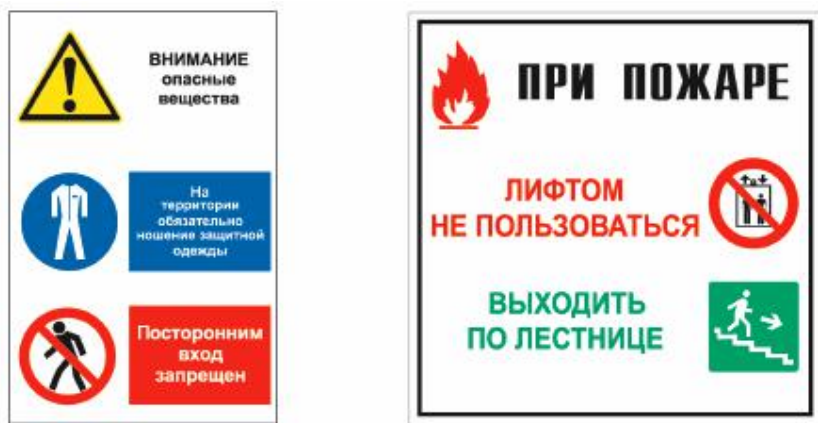 ВНИМАНИЕ
опасные
вещества
На
территории
обязательно
ношение защитной
одежды
Посторонним
вход
запрещен
ПРИ ПОЖАРЕ
ЛИФТОМ
НЕ ПОЛЬЗОВАТЬСЯ
ВЫХОДИТЬ
ПО ЛЕСТНИЦЕ